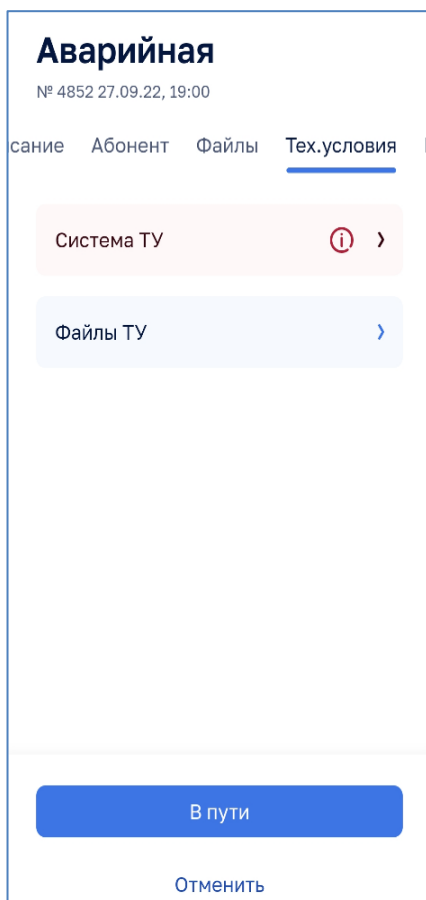 Аварийная
№ 4852 27.09.22, 19:00
сание Абонент Файлы Тех.условия
Система ТУ
Файлы ТУ
В пути
Отменить